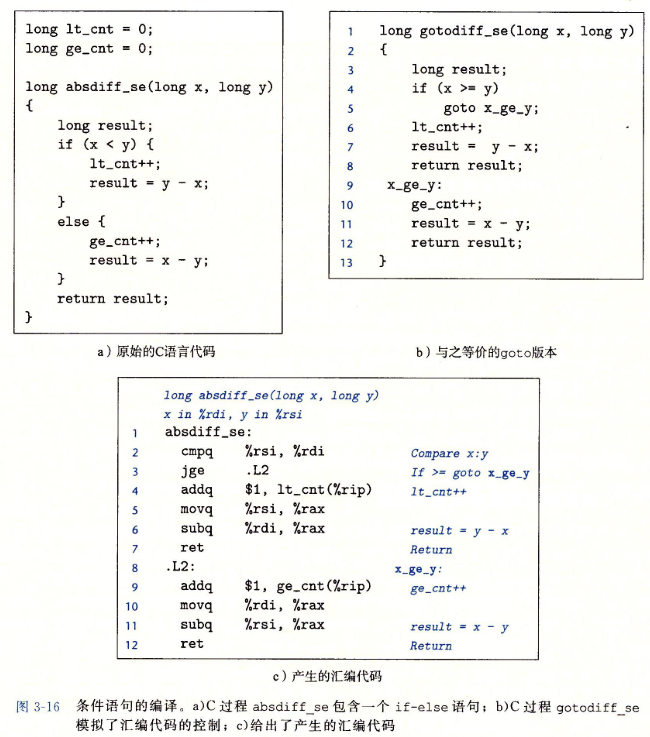 long lt_cnt = 0;
long ge_cnt = 0;
long absdiff_se(long x, long y)
{
    long result;
    if (x < y) {
        lt_cnt++;
        result = y - x;
    }
    else {
        ge_cnt++;
        result = x - y;
    }
    return result;
}
a）原始的C语言代码
1 long gotodiff_se(long x, long y)
2 {
3     long result;
4     if (x >= y)
5         goto x_ge_y;
6     lt_cnt++;
7     result =  y - x;
8     return result;
9  x_ge_y:
10     ge_cnt++;
11     result = x - y;
12     return result;
13 }
b）与之等价的goto版本
long absdiff_se(long x, long y)
x in %rdi, y in %rsi
1 absdiff_se:
2   cmpq    %rsi, %rdi    Compare x:y
3   jge     .L2    If >= goto x_ge_y
4   addq    $1, lt_cnt(%rip)    lt_cnt++
5   movq    %rsi, %rax
6   subq    %rdi, %rax    result = y - x
7   ret    Return
8 .L2:    x_ge_y:
9   addq    $1, ge_cnt(%rip)    ge_cnt++
10   movq    %rdi, %rax
11   subq    %rsi, %rax    result = x - y
12   ret    Return
c）产生的汇编代码
图 3-16 条件语句的编译。a)C 过程 absdiff_se 包含一个 if-else 语句；b)C 过程 gotodiff_se
模拟了汇编代码的控制；c)给出了产生的汇编代码